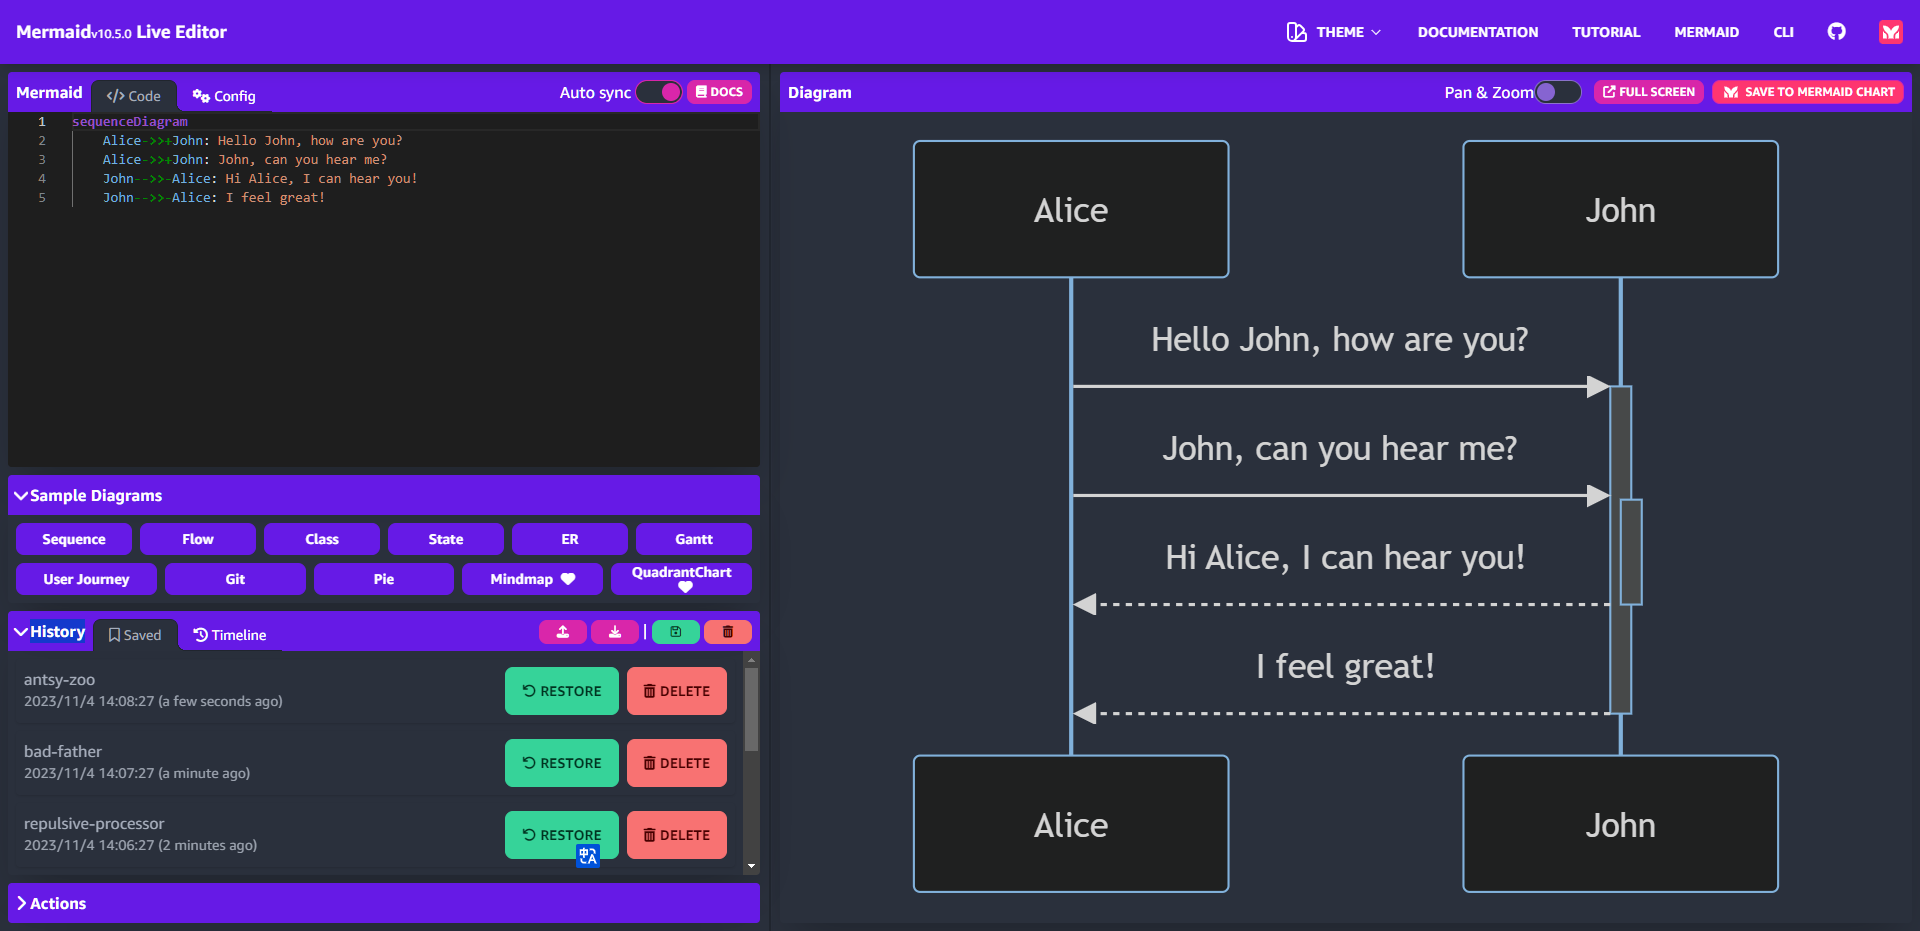 Mermaidv10.5.0 Live Editor
THEME
DOCUMENTATION
TUTORIAL
MERMAID
CLI
Mermaid
</> Code
Config
Auto sync
DOCS
1 sequenceDiagram
2 Alice->>+John: Hello John, how are you?
3 Alice->>+John: John, can you hear me?
4 John-->>-Alice: Hi Alice, I can hear you!
5 John-->>-Alice: I feel great!
Sample Diagrams
Sequence
Flow
Class
State
ER
Gantt
User Journey
Git
Pie
Mindmap
QuadrantChart
History
Saved
Timeline
antsy-zoo
2023/11/4 14:08:27 (a few seconds ago)
RESTORE
DELETE
bad-father
2023/11/4 14:07:27 (a minute ago)
RESTORE
DELETE
repulsive-processor
2023/11/4 14:06:27 (2 minutes ago)
RESTORE
DELETE
中A
Actions
Diagram
Pan & Zoom
FULL SCREEN
SAVE TO MERMAID CHART
Alice
John
Hello John, how are you?
John, can you hear me?
Hi Alice, I can hear you!
I feel great!
Alice
John